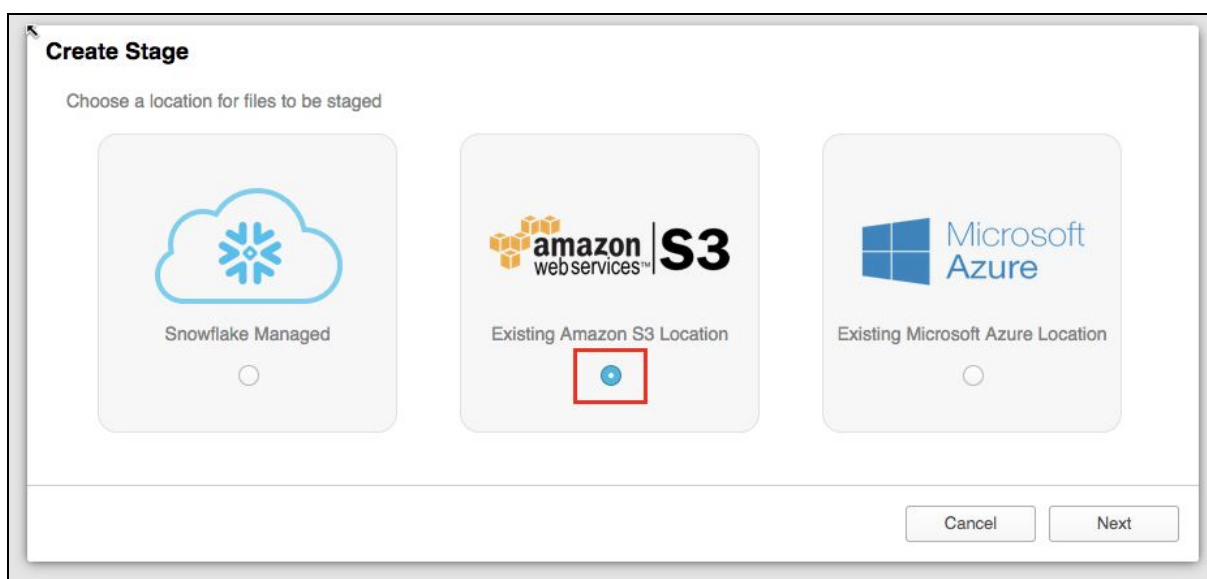 Create Stage
Choose a location for files to be staged
Snowflake Managed
amazon
webservices™
S3
Existing Amazon S3 Location
Microsoft
Azure
Existing Microsoft Azure Location
Cancel
Next